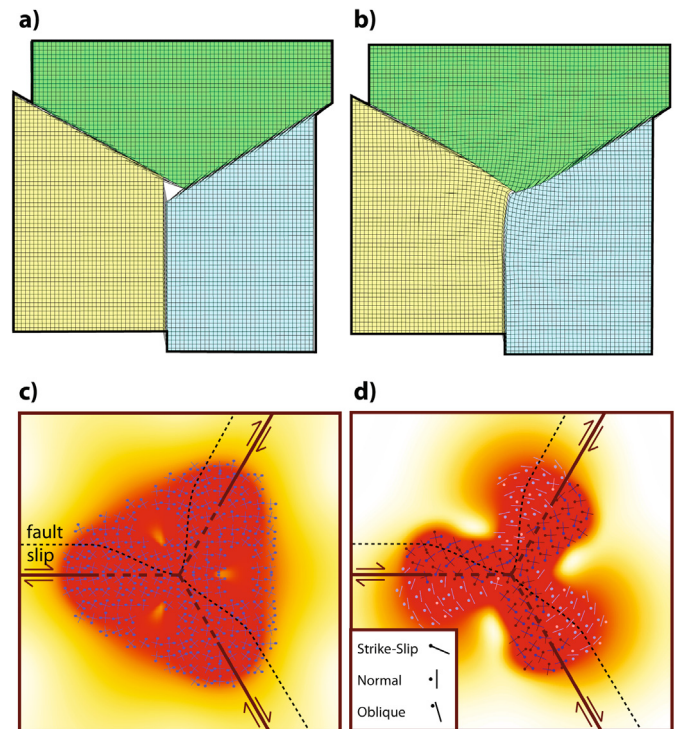 a)
b)
c)
d)
fault
slip
Strike-Slip
Normal
Oblique